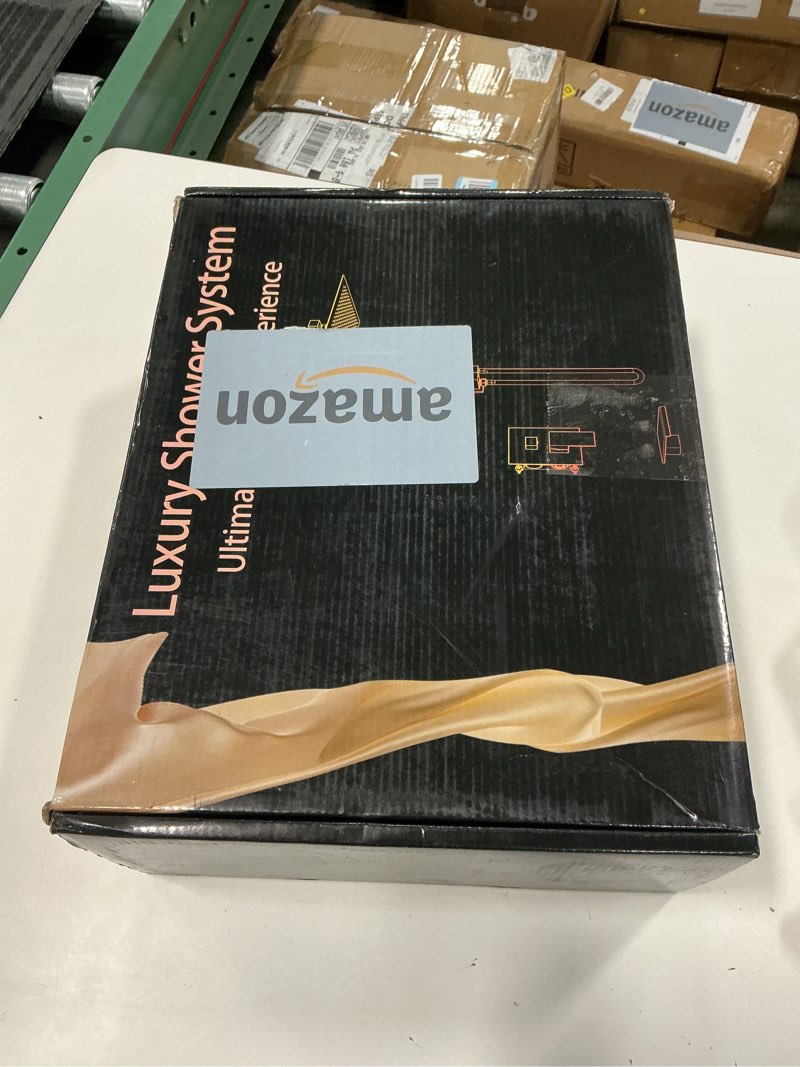 Luxury Shower System
Ultima erience
amazon
amazon